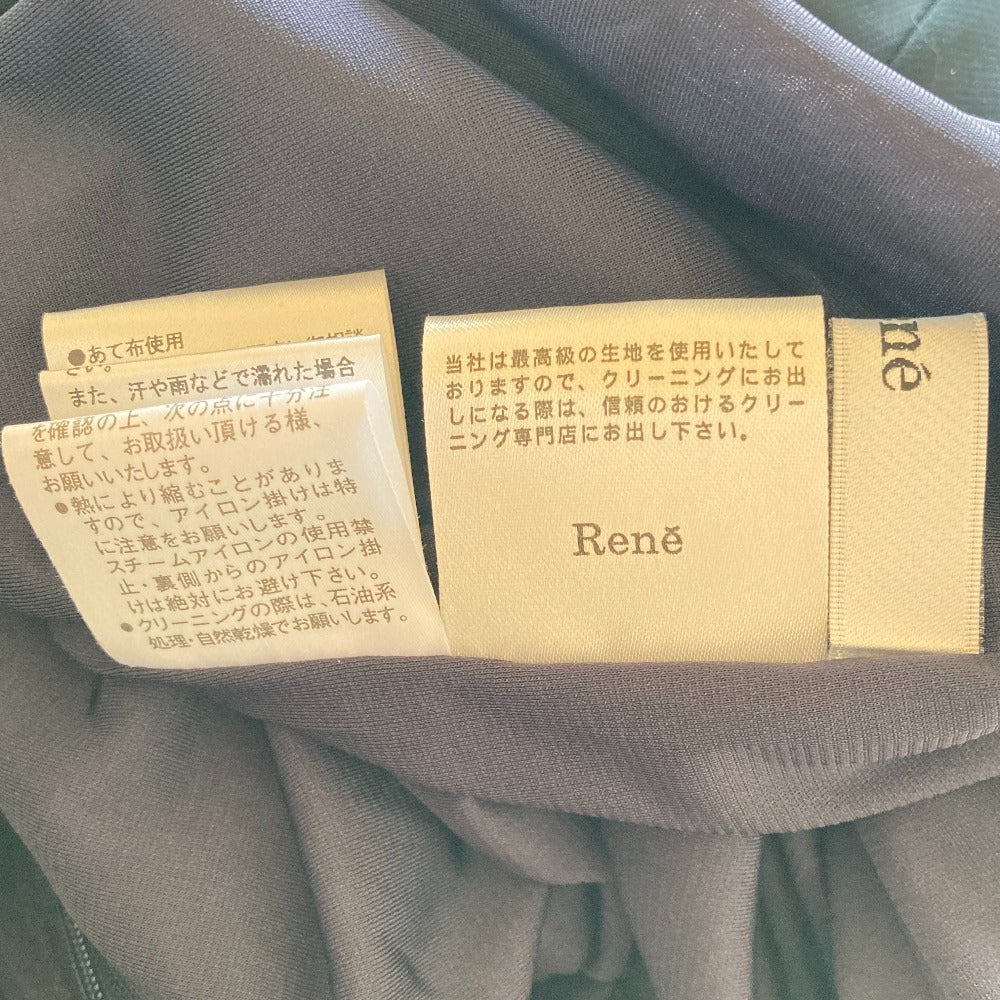 ●あて布使用
さい。
また、汗や雨などで濡れた場合
を確認の上、次の点に十分注
意して、お取扱い頂ける様、
お願いいたします。
●熱により縮むことがありま
すので、アイロン掛けは特
に注意をお願いします。
スチームアイロンの使用禁
止・裏側からのアイロン掛
けは絶対にお避け下さい。
●クリーニングの際は、石油系
処理・自然乾燥でお願いします。
当社は最高級の生地を使用いたして
おりますので、クリーニングにお出
しになる際は、信頼のおけるクリー
ニング専門店にお出し下さい。
René
né